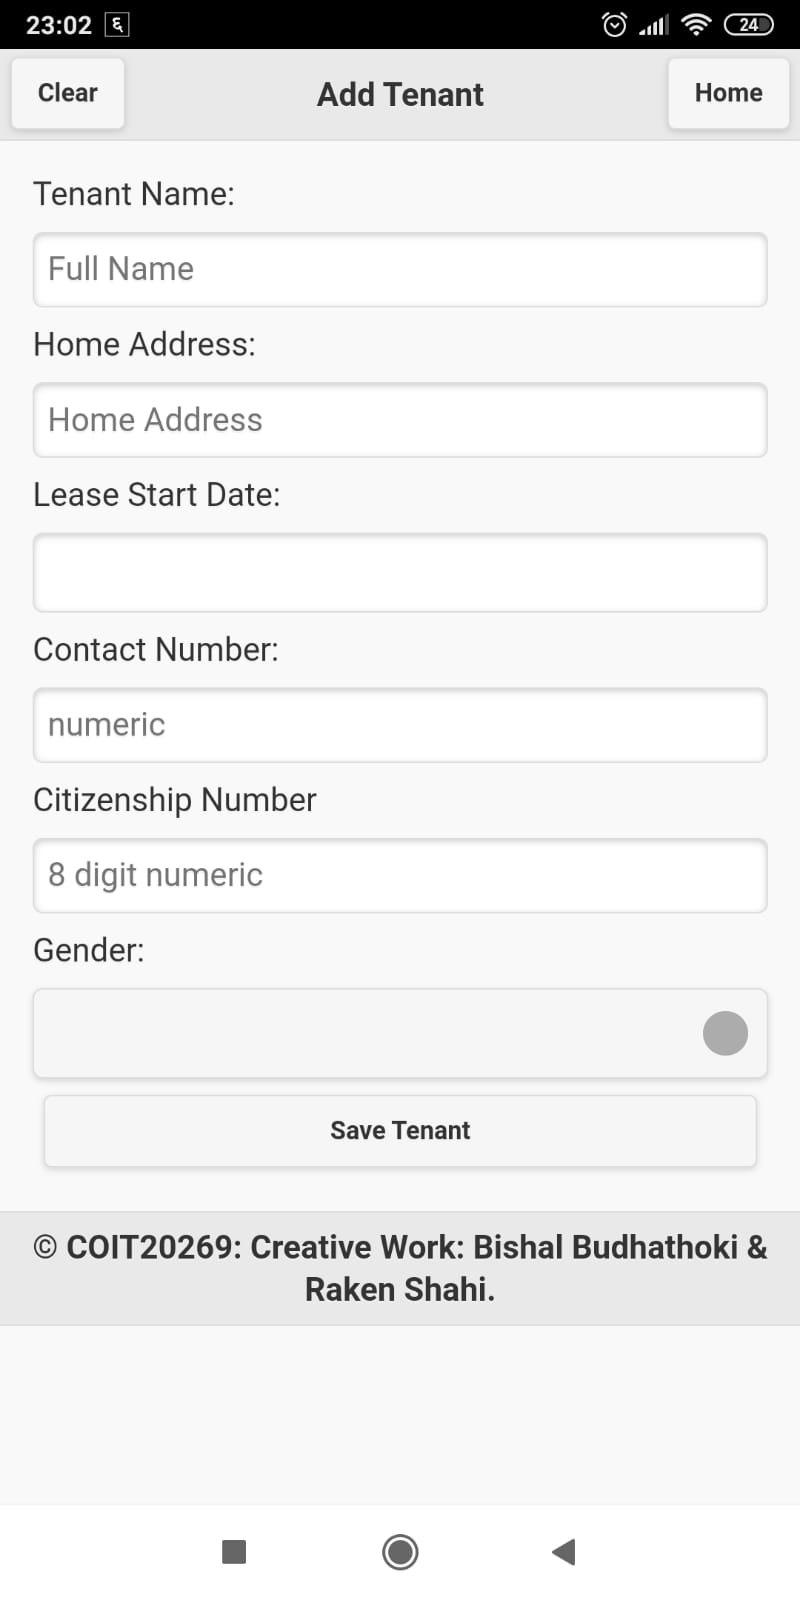 23:02 ६ 24
Clear Add Tenant Home
Tenant Name:
Full Name
Home Address:
Home Address
Lease Start Date:
Contact Number:
numeric
Citizenship Number
8 digit numeric
Gender:
Save Tenant
© COIT20269: Creative Work: Bishal Budhathoki &
Raken Shahi.